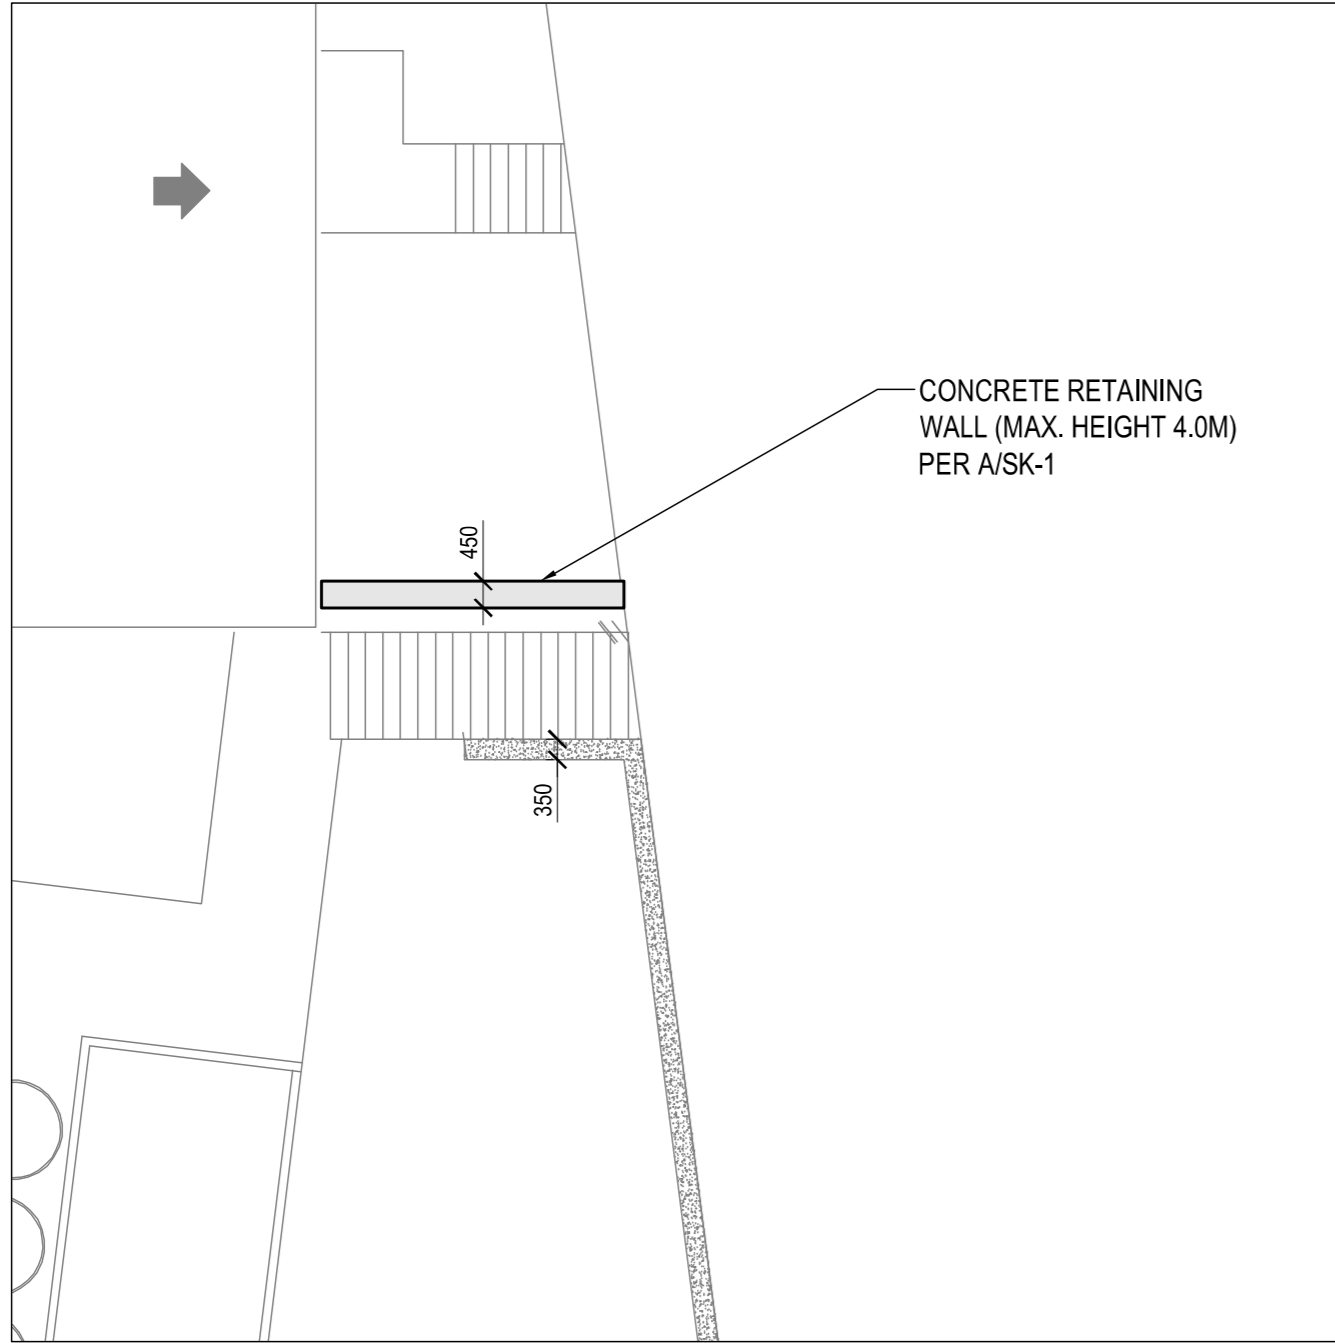 CONCRETE RETAINING
WALL (MAX. HEIGHT 4.0M)
PER A/SK-1
450
350